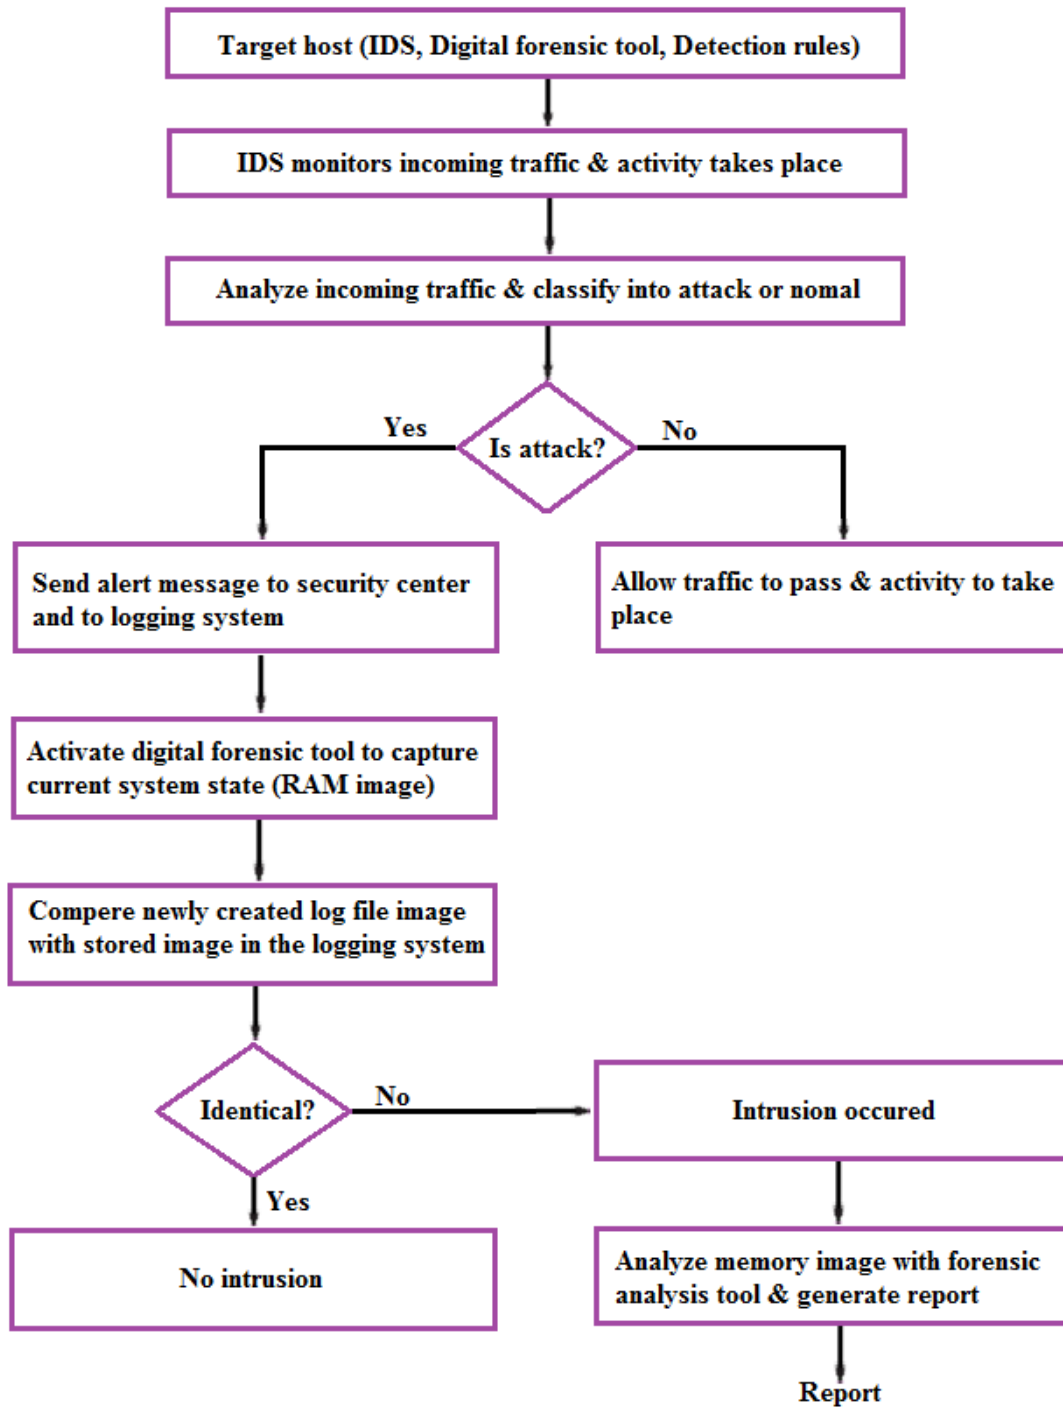 Target host (IDS, Digital forensic tool, Detection rules)
IDS monitors incoming traffic & activity takes place
Analyze incoming traffic & classify into attack or nomal
Is attack?
Yes
No
Send alert message to security center
and to logging system
Allow traffic to pass & activity to take
place
Activate digital forensic tool to capture
current system state (RAM image)
Compere newly created log file image
with stored image in the logging system
Identical?
No
Yes
Intrusion occured
No intrusion
Analyze memory image with forensic
analysis tool & generate report
Report